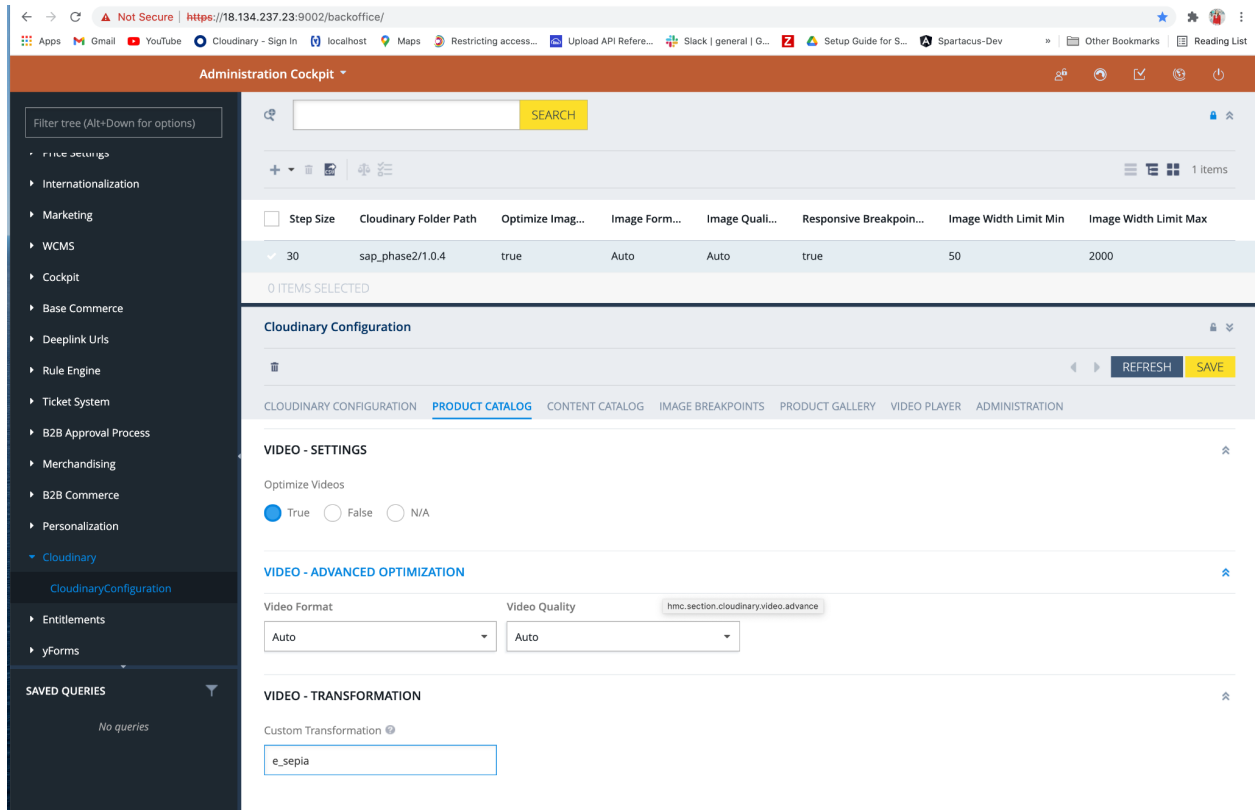 Not Secure | https://18.134.237.23:9002/backoffice/
Apps Gmail YouTube Cloudinary - Sign In localhost Maps Restricting access... Upload API Refere... Slack | general | G... Z Setup Guide for S... Spartacus-Dev » Other Bookmarks Reading List
Administration Cockpit
Filter tree (Alt+Down for options)
Price Settings
Internationalization
Marketing
WCMS
Cockpit
Base Commerce
Deeplink Urls
Rule Engine
Ticket System
B2B Approval Process
Merchandising
B2B Commerce
Personalization
Cloudinary
CloudinaryConfiguration
Entitlements
yForms
SAVED QUERIES
No queries
SEARCH
1 items
Step Size Cloudinary Folder Path Optimize Imag... Image Form... Image Quali... Responsive Breakpoin... Image Width Limit Min Image Width Limit Max
30 sap_phase2/1.0.4 true Auto Auto true 50 2000
0 ITEMS SELECTED
Cloudinary Configuration
REFRESH SAVE
CLOUDINARY CONFIGURATION PRODUCT CATALOG CONTENT CATALOG IMAGE BREAKPOINTS PRODUCT GALLERY VIDEO PLAYER ADMINISTRATION
VIDEO - SETTINGS
Optimize Videos
True False N/A
VIDEO - ADVANCED OPTIMIZATION
Video Format Video Quality hmc.section.cloudinary.video.advance
Auto Auto
VIDEO - TRANSFORMATION
Custom Transformation
e_sepia